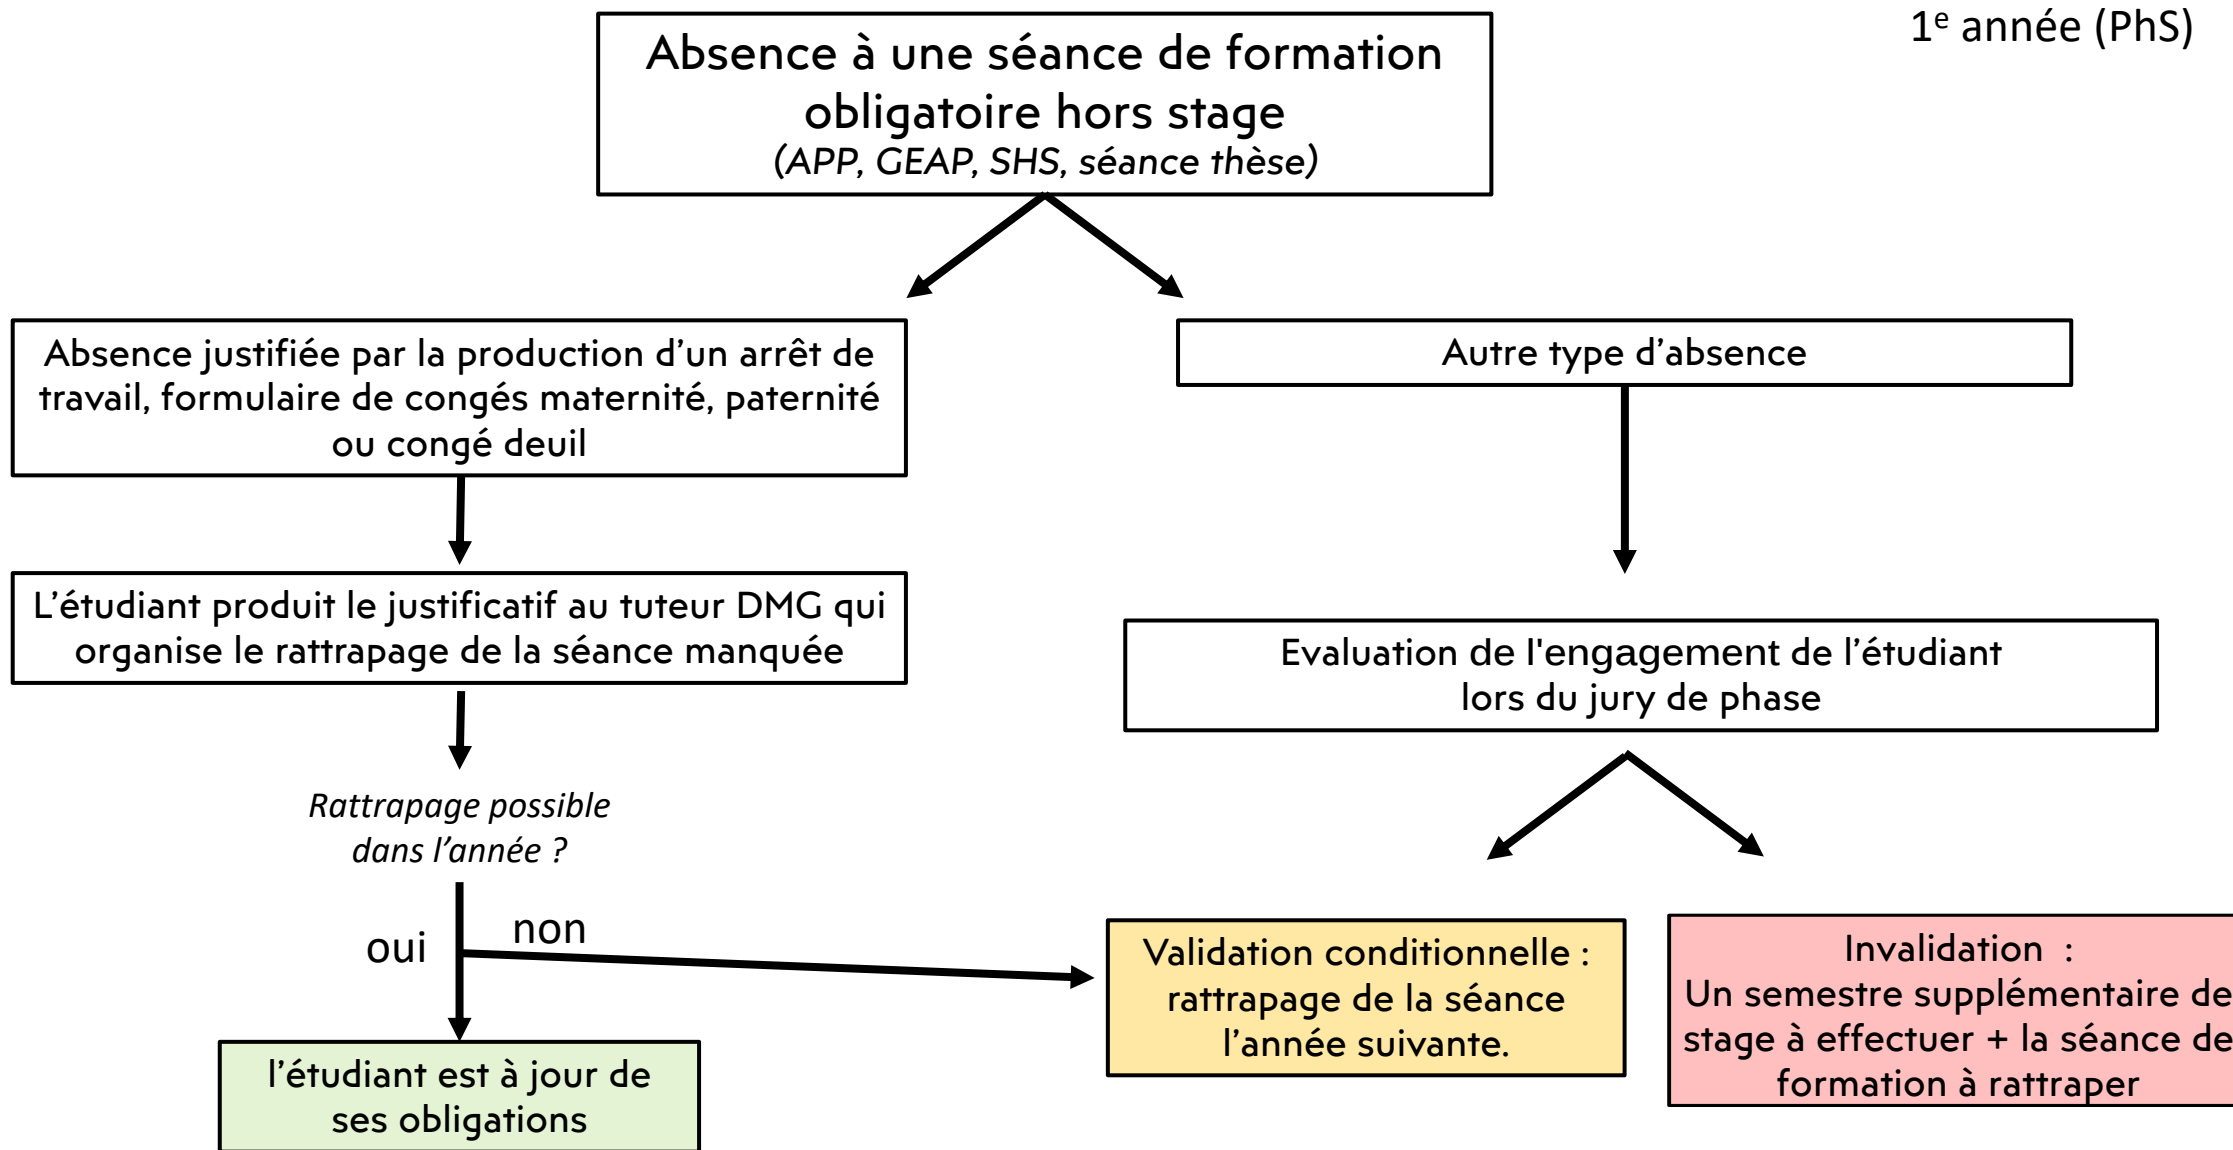 1e année (PhS)
Absence à une séance de formation
obligatoire hors stage
(APP, GEAP, SHS, séance thèse)
Absence justifiée par la production d’un arrêt de
travail, formulaire de congés maternité, paternité
ou congé deuil
Autre type d’absence
L’étudiant produit le justificatif au tuteur DMG qui
organise le rattrapage de la séance manquée
Evaluation de l'engagement de l’étudiant
lors du jury de phase
Rattrapage possible
dans l’année ?
oui
non
Validation conditionnelle :
rattrapage de la séance
l’année suivante.
Invalidation :
Un semestre supplémentaire de
stage à effectuer + la séance de
formation à rattraper
l’étudiant est à jour de
ses obligations